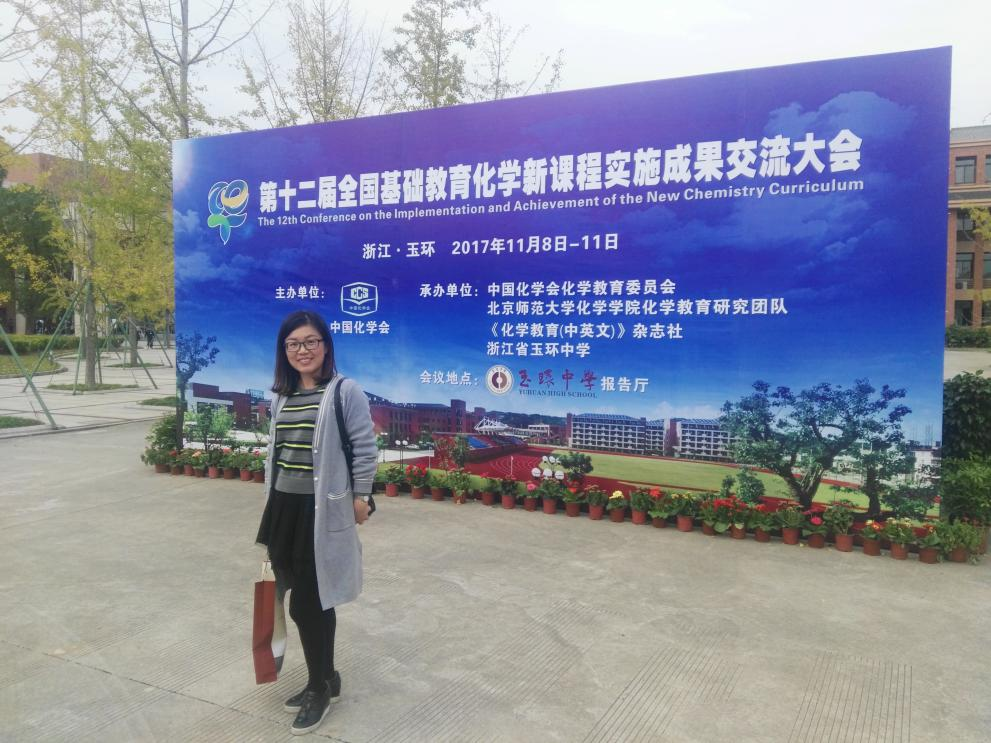 第十二届全国基础教育化学新课程实施成果交流大会
The 12th Conference on the Implementation and Achievement of the New Chemistry Curriculum
浙江·玉环 2017年11月8日-11日
主办单位：
CCS
中国化学会
承办单位：中国化学会化学教育委员会
北京师范大学化学学院化学教育研究团队
《化学教育(中英文)》杂志社
浙江省玉环中学
会议地点：玉环中学报告厅
YUHUAN HIGH SCHOOL